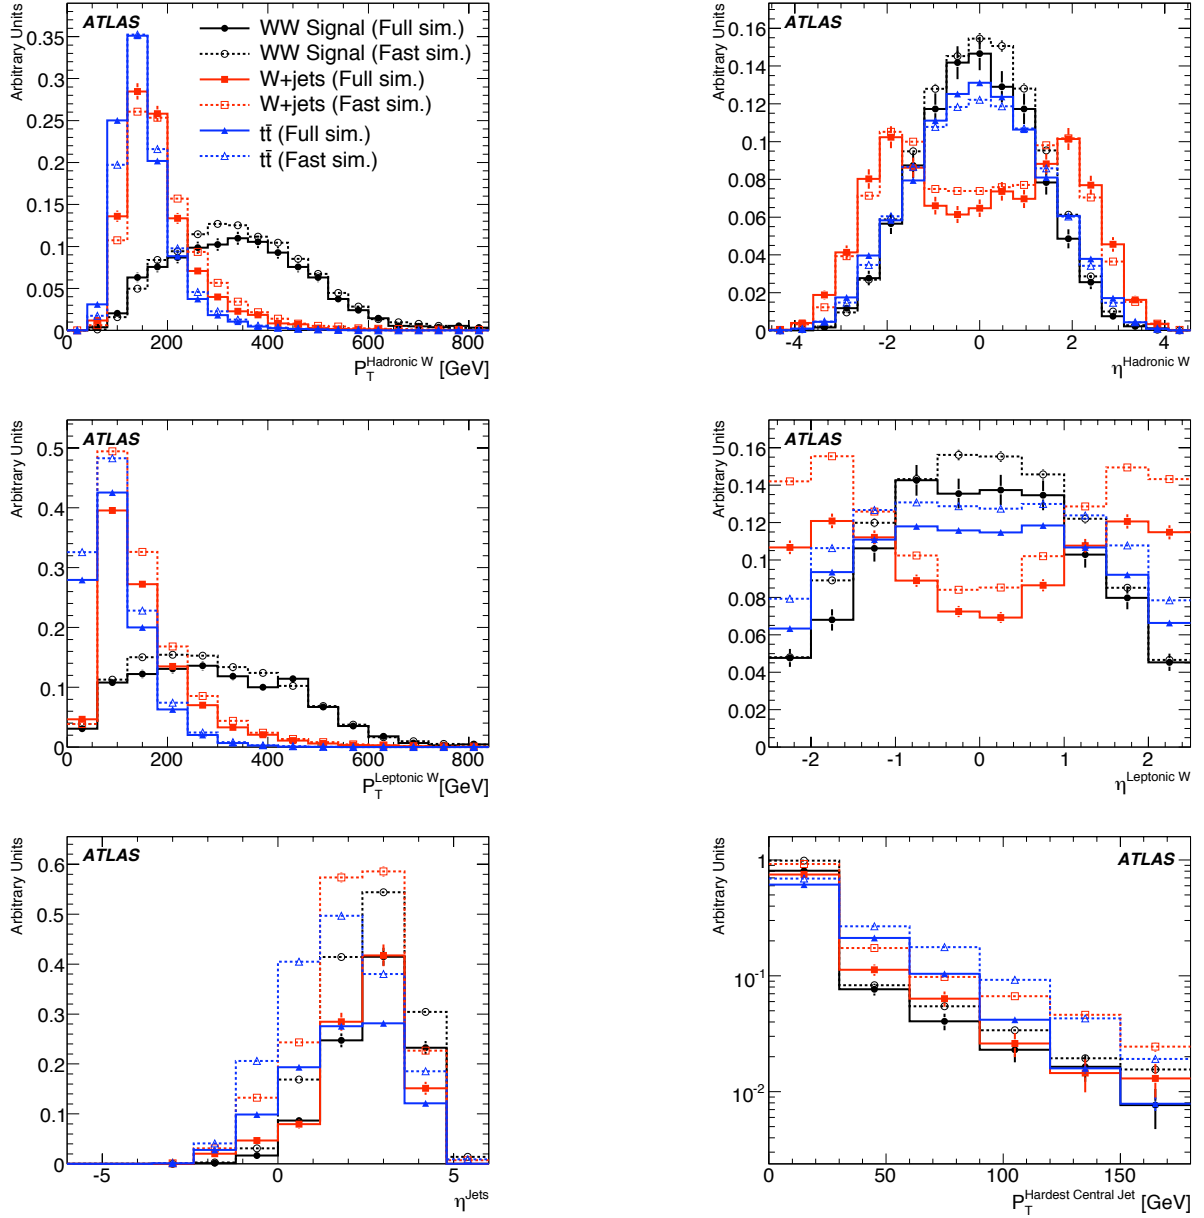 ATLAS
Arbitrary Units
WW Signal (Full sim.)
WW Signal (Fast sim.)
W+jets (Full sim.)
W+jets (Fast sim.)
tt̄ (Full sim.)
tt̄ (Fast sim.)
0.35
0.3
0.25
0.2
0.15
0.1
0.05
0
0 200 400 600 800
P_T^Hadronic W [GeV]
ATLAS
Arbitrary Units
0.16
0.14
0.12
0.10
0.08
0.06
0.04
0.02
0.00
-4 -2 0 2 4
η^Hadronic W
ATLAS
Arbitrary Units
0.5
0.4
0.3
0.2
0.1
0
0 200 400 600 800
P_T^Leptonic W [GeV]
ATLAS
Arbitrary Units
0.16
0.14
0.12
0.10
0.08
0.06
0.04
0.02
0
-2 -1 0 1 2
η^Leptonic W
ATLAS
Arbitrary Units
0.6
0.5
0.4
0.3
0.2
0.1
0
-5 0 5
η^Jets
ATLAS
Arbitrary Units
1
10^-1
10^-2
0 50 100 150
P_T^Hardest Central Jet [GeV]